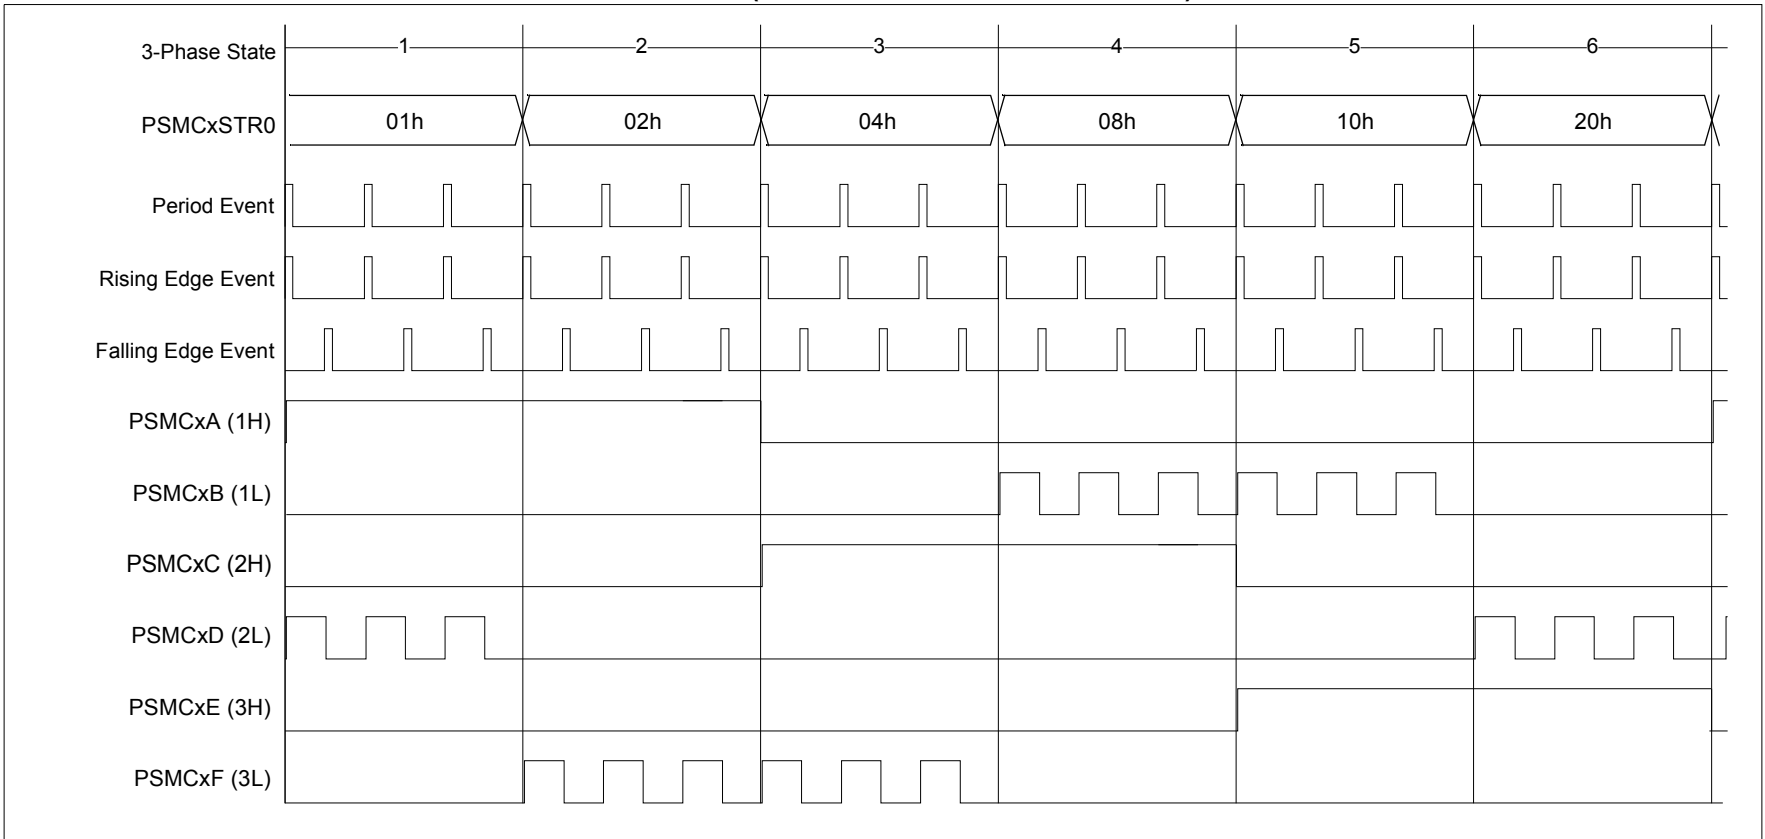 3-Phase State 1 2 3 4 5 6
PSMCxSTR0 01h 02h 04h 08h 10h 20h
Period Event
Rising Edge Event
Falling Edge Event
PSMCxA (1H)
PSMCxB (1L)
PSMCxC (2H)
PSMCxD (2L)
PSMCxE (3H)
PSMCxF (3L)